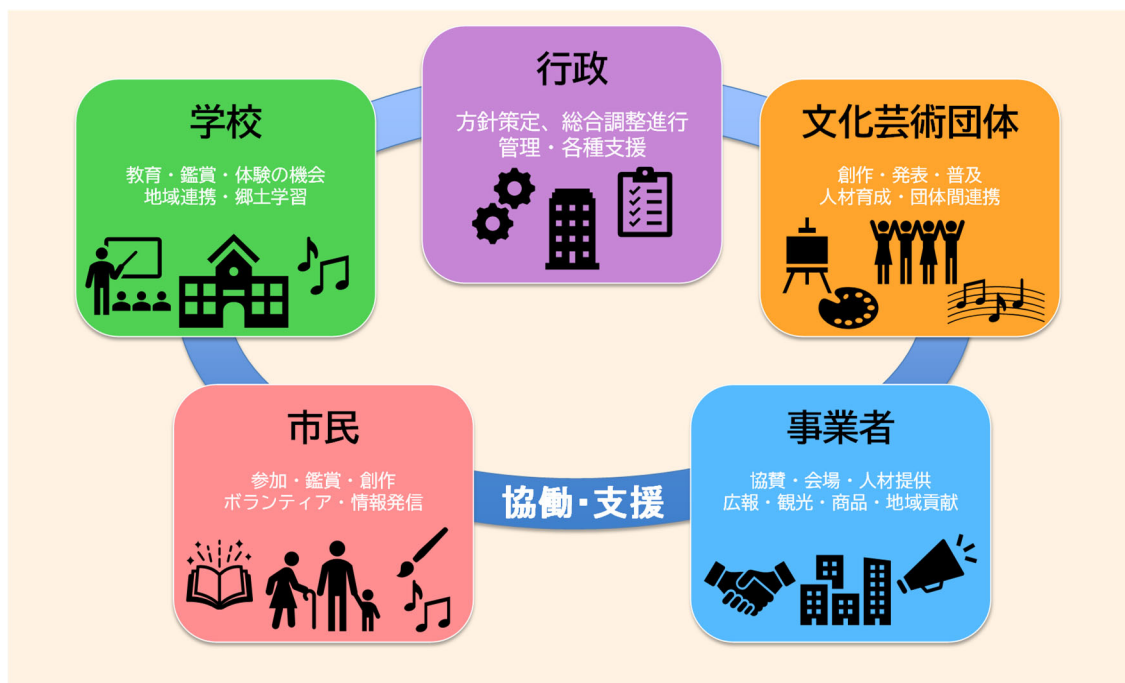 行政
方針策定、総合調整進行
管理・各種支援
学校
教育・鑑賞・体験の機会
地域連携・郷土学習
文化芸術団体
創作・発表・普及
人材育成・団体間連携
市民
参加・鑑賞・創作
ボランティア・情報発信
事業者
協賛・会場・人材提供
広報・観光・商品・地域貢献
協働・支援